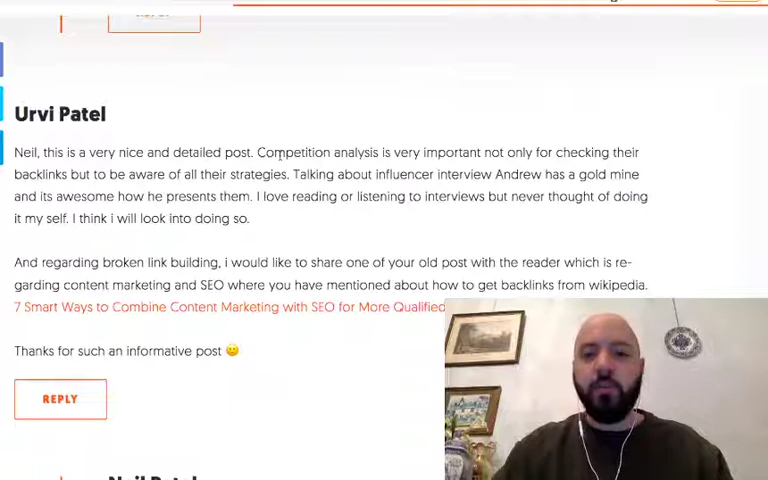 Urvi Patel
Neil, this is a very nice and detailed post. Competition analysis is very important not only for checking their
backlinks but to be aware of all their strategies. Talking about influencer interview Andrew has a gold mine
and its awesome how he presents them. I love reading or listening to interviews but never thought of doing
it my self. I think i will look into doing so.
And regarding broken link building, i would like to share one of your old post with the reader which is re-
garding content marketing and SEO where you have mentioned about how to get backlinks from wikipedia.
7 Smart Ways to Combine Content Marketing with SEO for More Qualified
Thanks for such an informative post
REPLY
Neil Patel